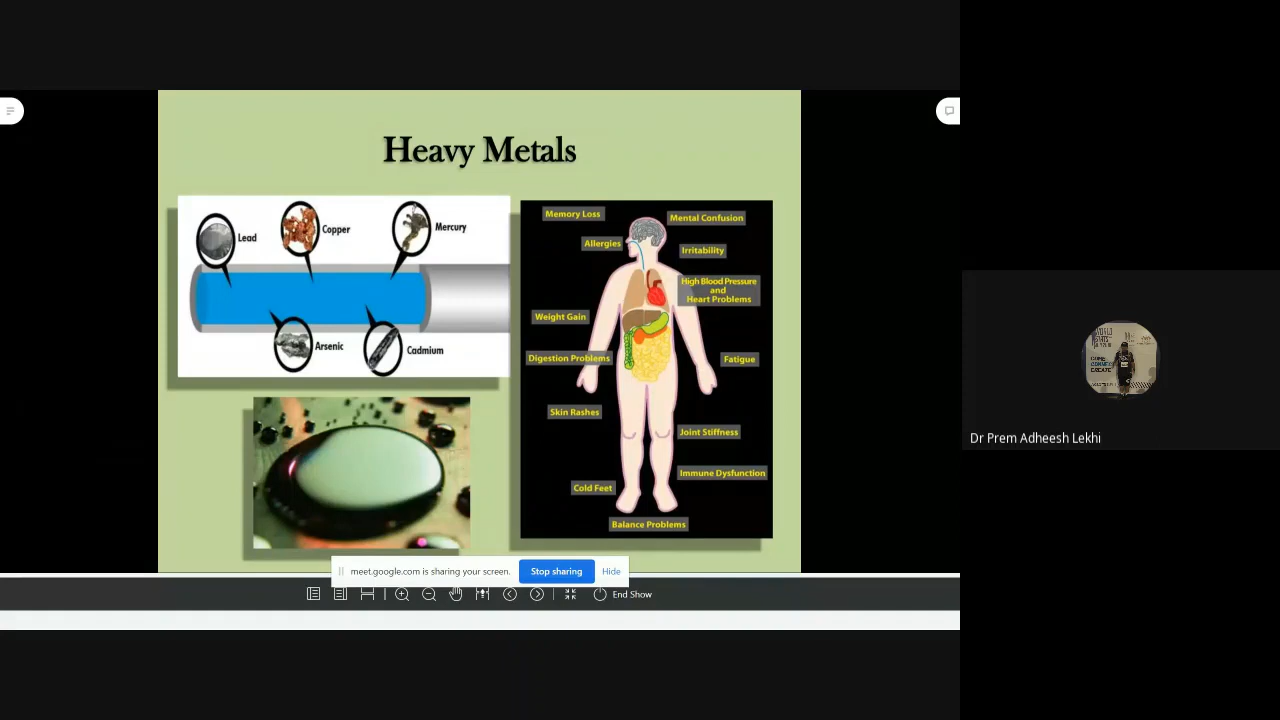 Heavy Metals
Lead
Copper
Mercury
Arsenic
Cadmium
Memory Loss
Mental Confusion
Allergies
Irritability
High Blood Pressure
and
Heart Problems
Weight Gain
Digestion Problems
Fatigue
Skin Rashes
Joint Stiffness
Immune Dysfunction
Cold Feet
Balance Problems
meet.google.com is sharing your screen.
Stop sharing
Hide
End Show
Dr Prem Adheesh Lekhi